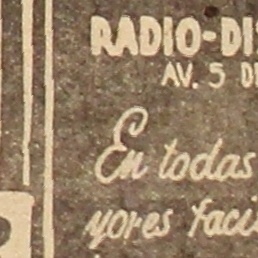 RADIO-DI
AV. 5 D
En todas
yores faci